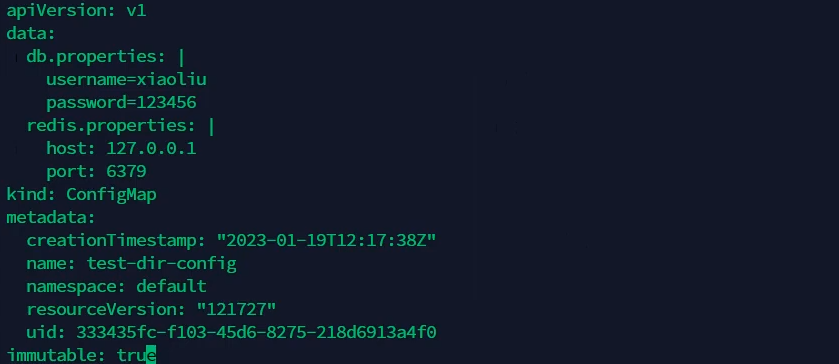 apiVersion: v1
data:
  db.properties: |
    username=xiaoliu
    password=123456
  redis.properties: |
    host: 127.0.0.1
    port: 6379
kind: ConfigMap
metadata:
  creationTimestamp: "2023-01-19T12:17:38Z"
  name: test-dir-config
  namespace: default
  resourceVersion: "121727"
  uid: 333435fc-f103-45d6-8275-218d6913a4f0
immutable: true